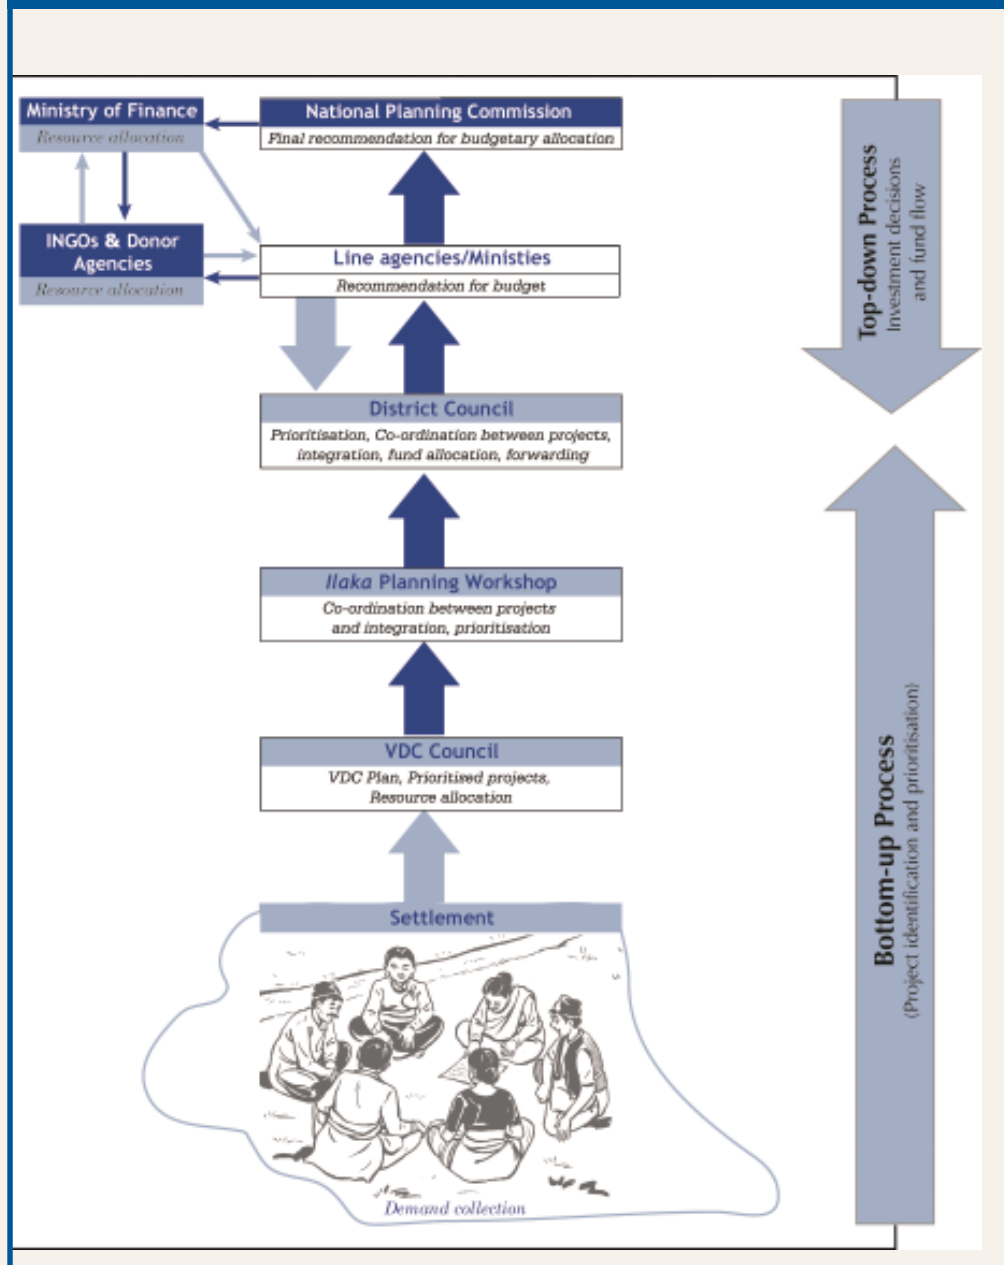 Ministry of Finance
Resource allocation
National Planning Commission
Final recommendation for budgetary allocation
INGOs & Donor
Agencies
Resource allocation
Line agencies/Ministies
Recommendation for budget
District Council
Prioritisation, Co-ordination between projects,
integration, fund allocation, forwarding
Ilaka Planning Workshop
Co-ordination between projects
and integration, prioritisation
VDC Council
VDC Plan, Prioritised projects,
Resource allocation
Settlement
Demand collection
Top-down Process
Investment decisions
and fund flow
Bottom-up Process
(Project identification and prioritisation)